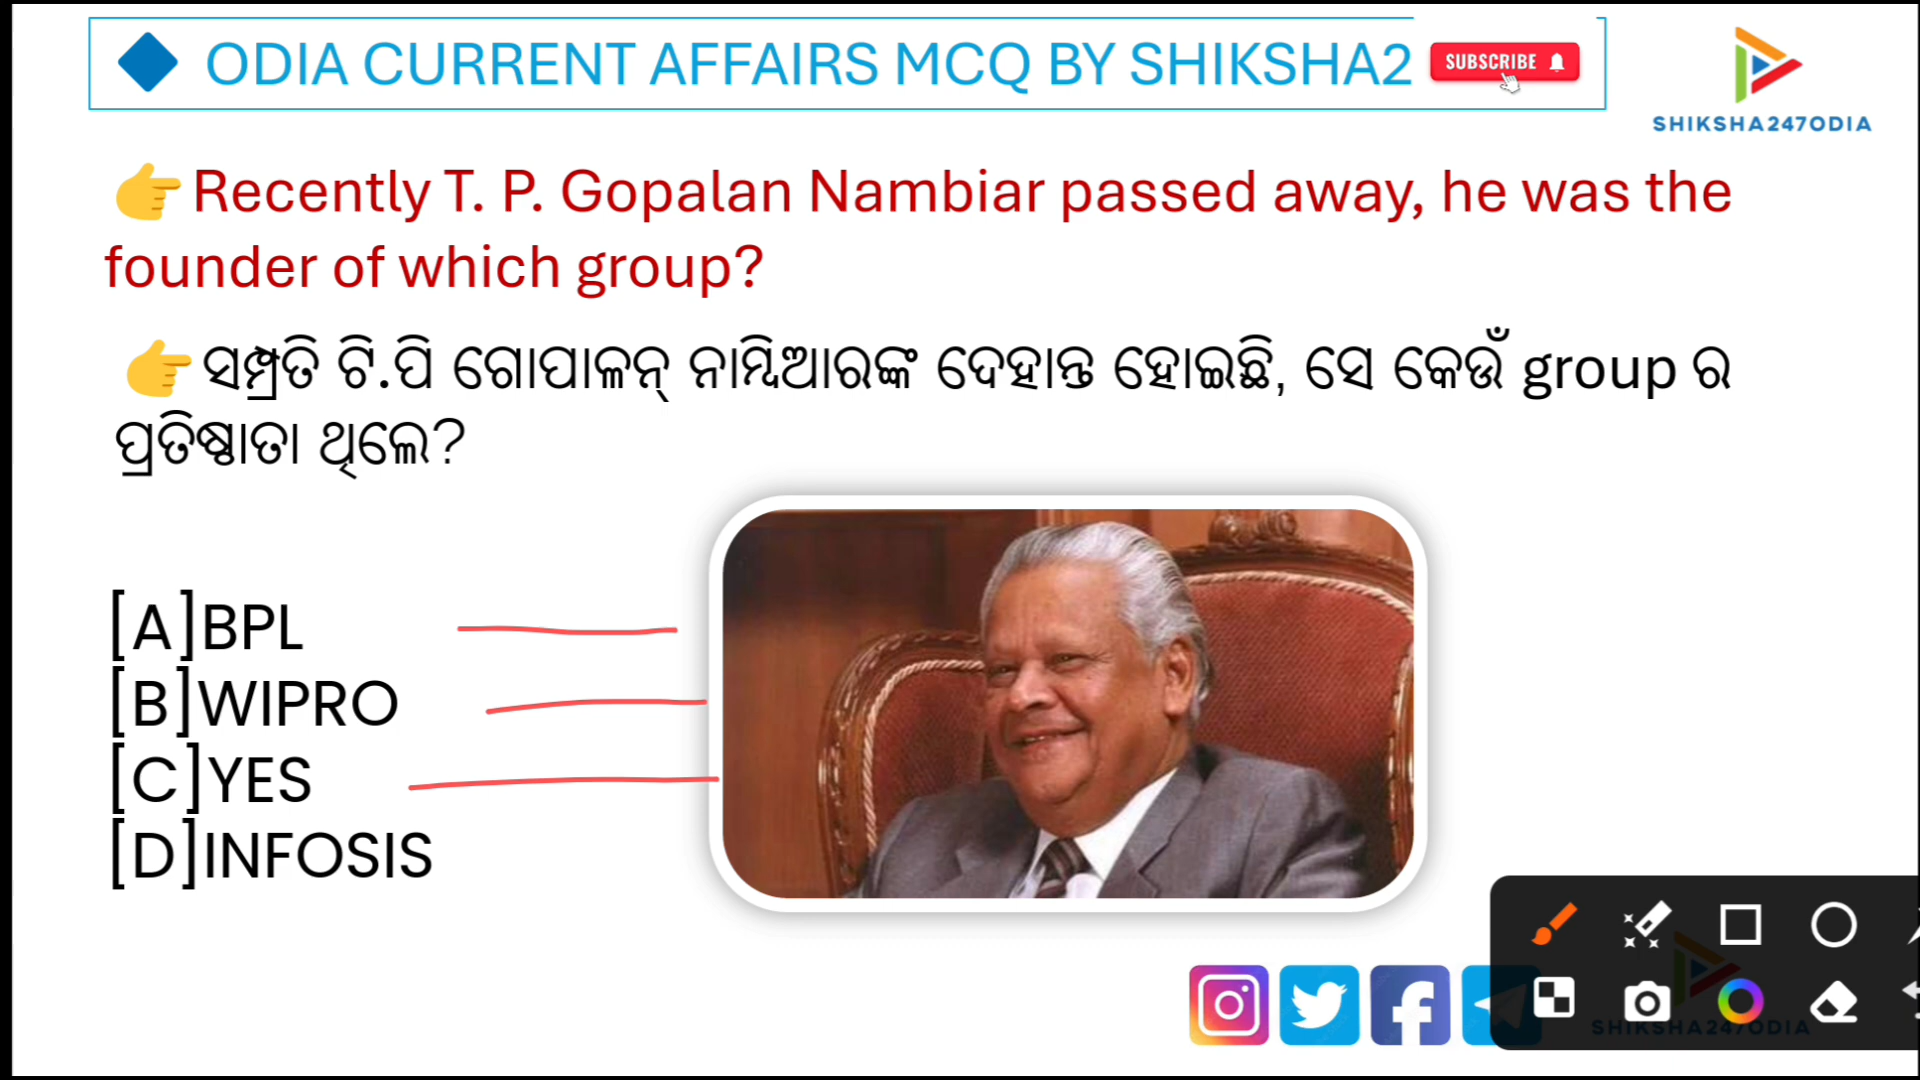 ODIA CURRENT AFFAIRS MCQ BY SHIKSHA2
SUBSCRIBE
SHIKSHA247ODIA
Recently T. P. Gopalan Nambiar passed away, he was the
founder of which group?
ସମ୍ପ୍ରତି ଟି.ପି ଗୋପାଳନ୍ ନାମ୍ବିଆରଙ୍କ ଦେହାନ୍ତ ହୋଇଛି, ସେ କେଉଁ group ର
ପ୍ରତିଷ୍ଠାତା ଥିଲେ?
[A]BPL
[B]WIPRO
[C]YES
[D]INFOSIS
SHIKSHA247ODIA